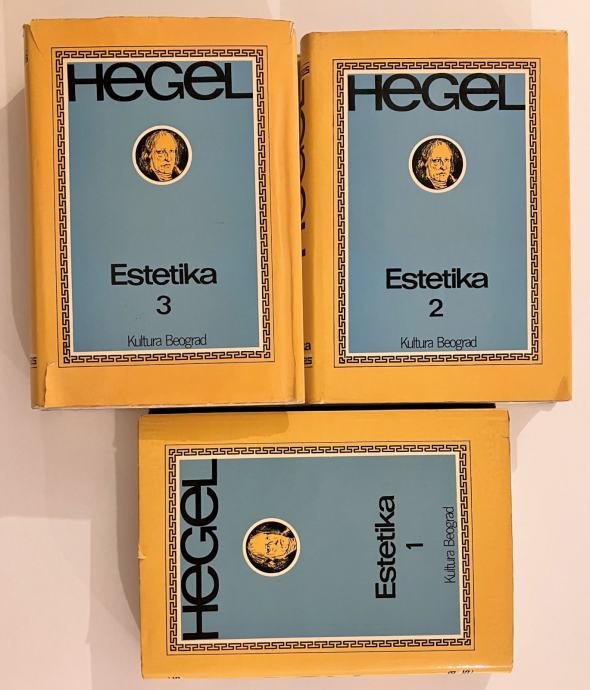 HEGEL
Estetika
3
Kultura Beograd
HEGEL
Estetika
2
Kultura Beograd
HEGEL
Estetika
1
Kultura Beograd